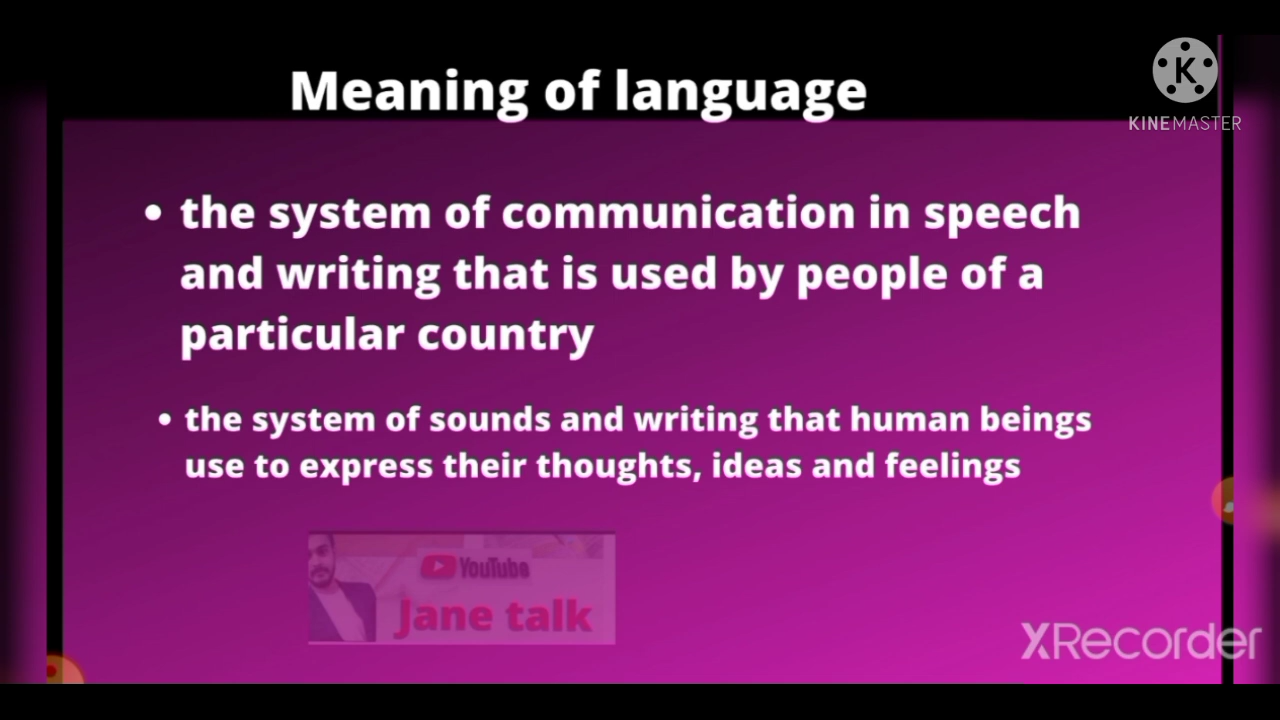 Meaning of language
KINEMASTER
• the system of communication in speech
and writing that is used by people of a
particular country
• the system of sounds and writing that human beings
use to express their thoughts, ideas and feelings
YouTube
Jane talk
XRecorder